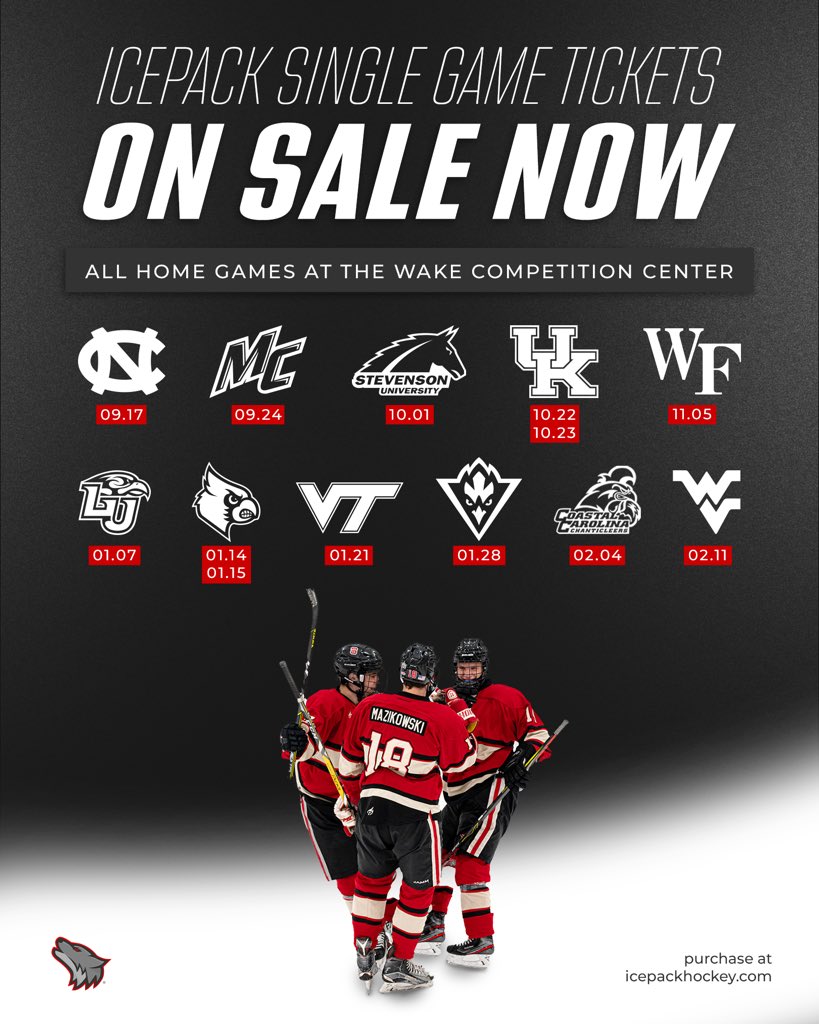 ICEPACK SINGLE GAME TICKETS
ON SALE NOW
ALL HOME GAMES AT THE WAKE COMPETITION CENTER
NC MC STEVENSON UNIVERSITY UK WF
09.17 09.24 10.01 10.22 11.05
10.23
LU VT COASTAL CAROLINA CHANTICLEERS WV
01.07 01.14 01.21 01.28 02.04 02.11
01.15
MAZIKOWSKI
18
purchase at
icepackhockey.com